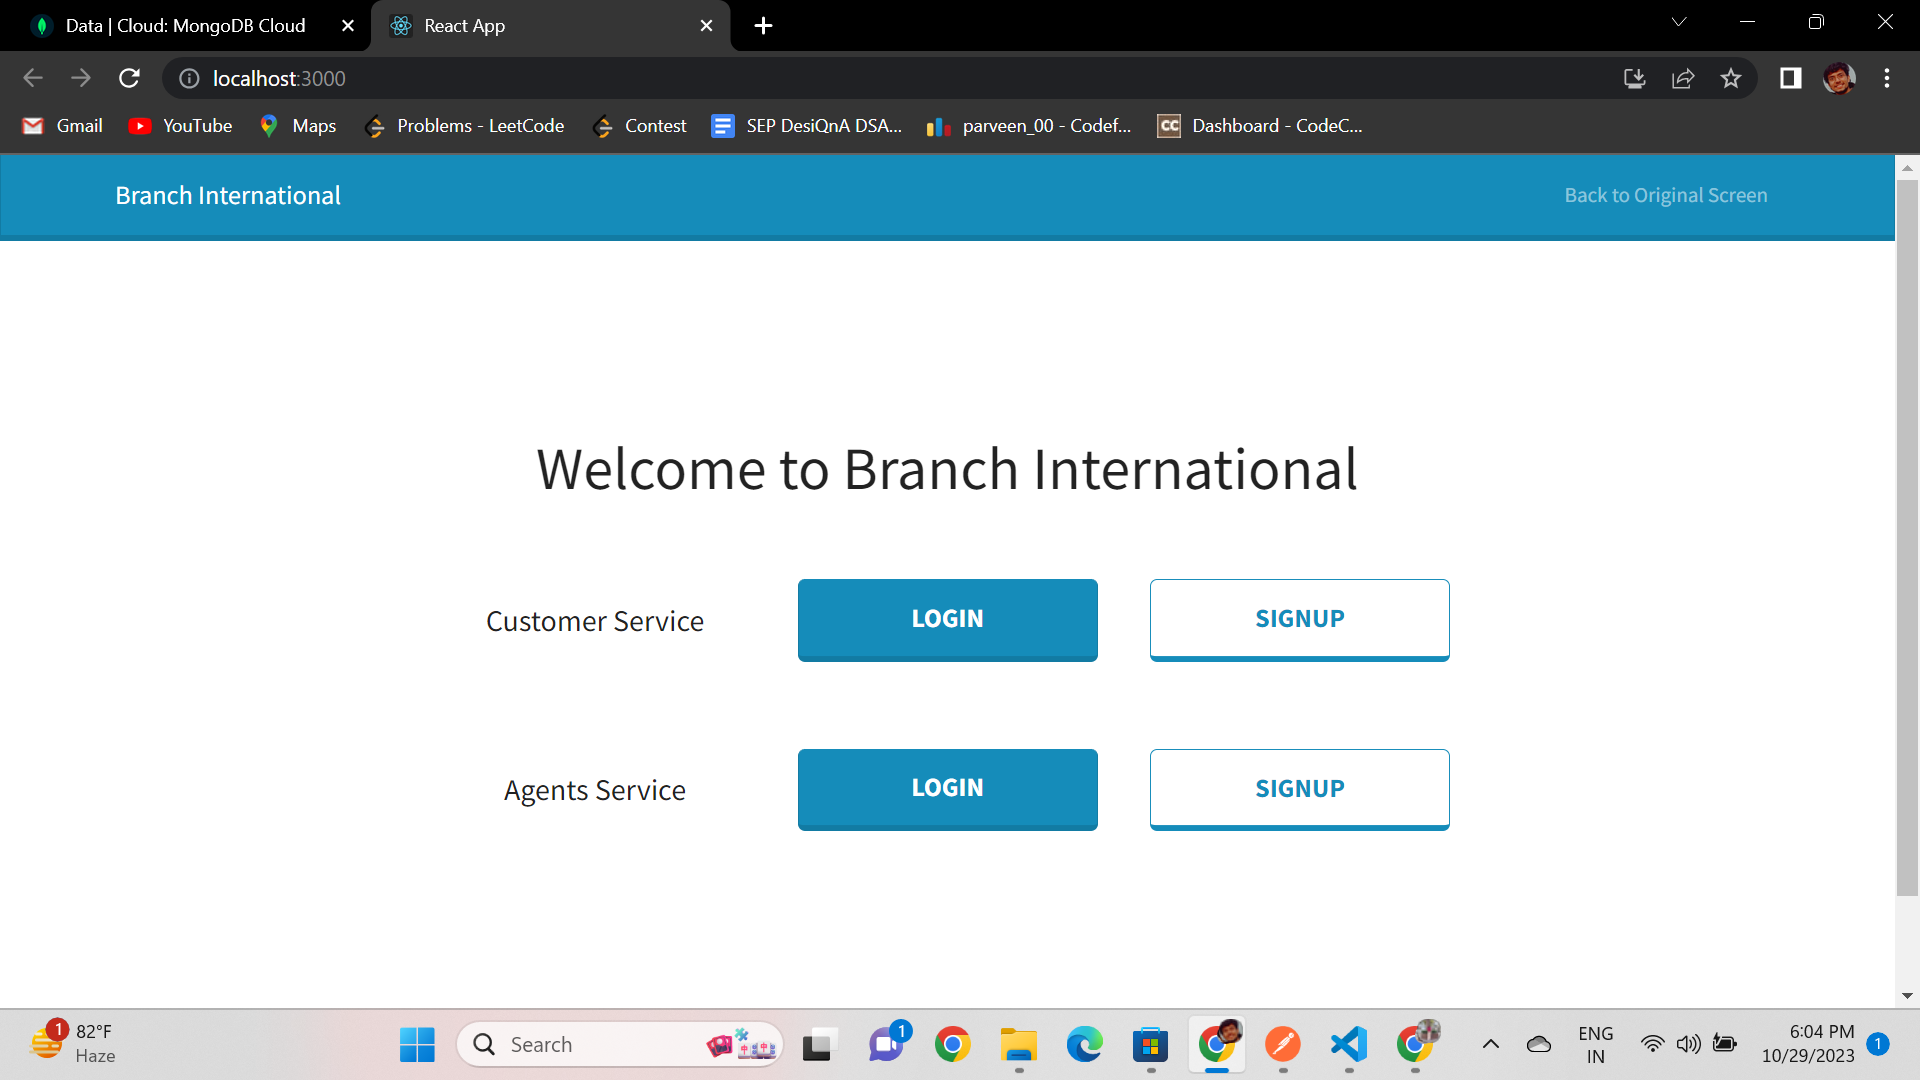 Data | Cloud: MongoDB Cloud
React App
localhost:3000
Gmail
YouTube
Maps
Problems - LeetCode
Contest
SEP DesiQnA DSA...
parveen_00 - Codef...
CC
Dashboard - CodeC...
Branch International
Back to Original Screen
Welcome to Branch International
Customer Service
LOGIN
SIGNUP
Agents Service
LOGIN
SIGNUP
1
82°F
Haze
Search
1
ENG
IN
6:04 PM
10/29/2023
1